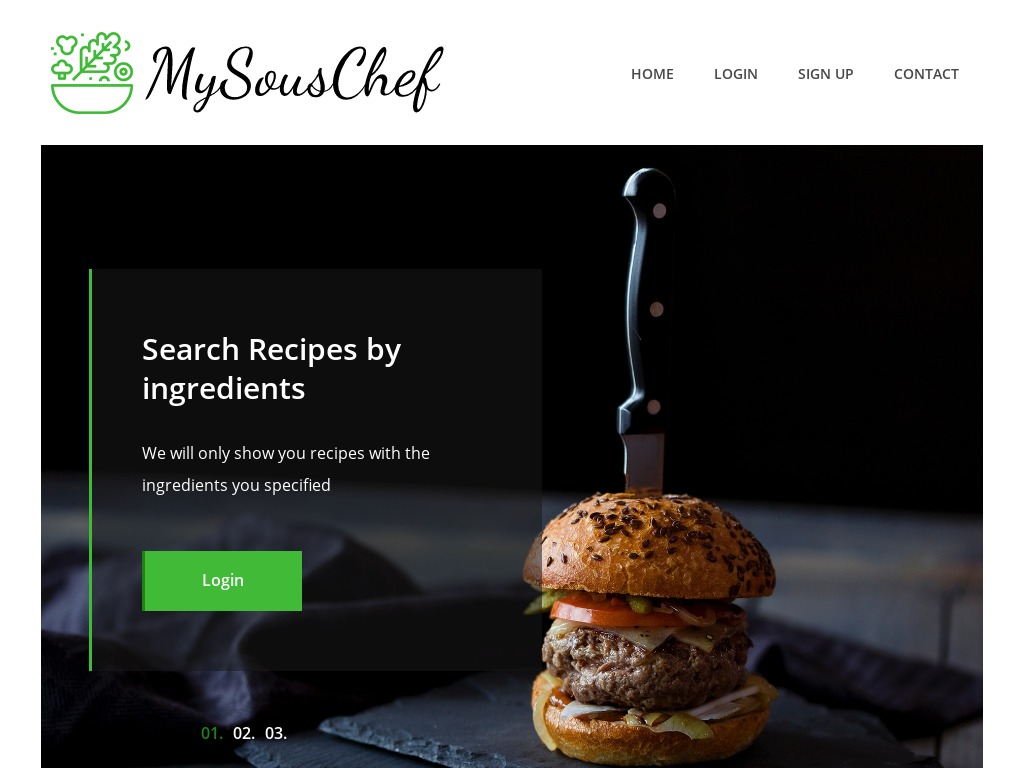 MySousChef
HOME LOGIN SIGN UP CONTACT
Search Recipes by
ingredients
We will only show you recipes with the
ingredients you specified
Login
01. 02. 03.